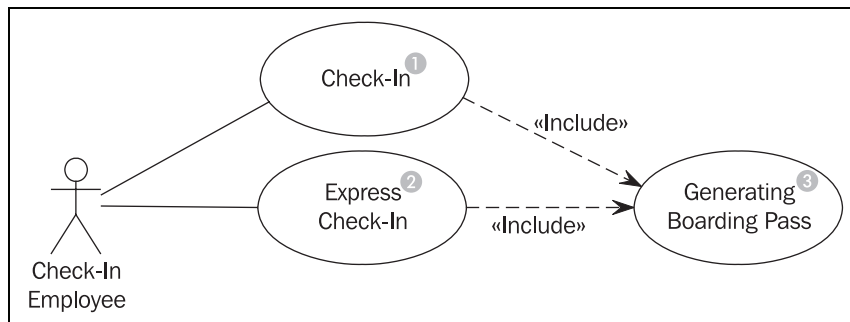 Check-In 1
«Include»
Express 2
Check-In
«Include»
Generating 3
Boarding Pass
Check-In
Employee